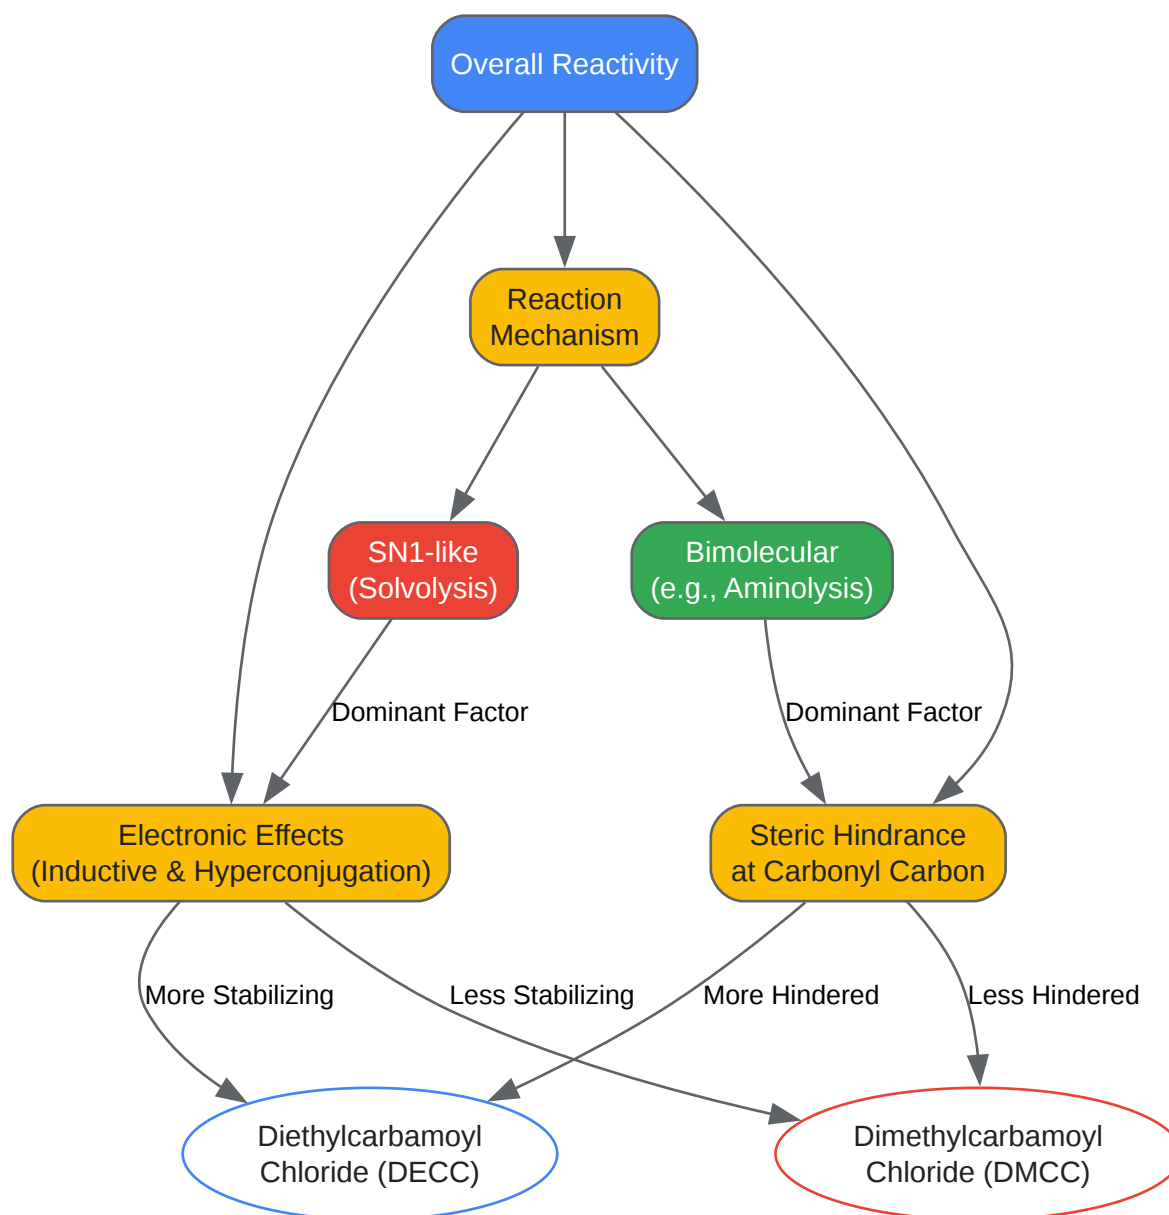 Overall Reactivity
Reaction
Mechanism
SN1-like
(Solvolysis)
Bimolecular
(e.g., Aminolysis)
Dominant Factor
Dominant Factor
Electronic Effects
(Inductive & Hyperconjugation)
Steric Hindrance
at Carbonyl Carbon
More Stabilizing
Less Stabilizing
More Hindered
Less Hindered
Diethylcarbamoyl
Chloride (DECC)
Dimethylcarbamoyl
Chloride (DMCC)